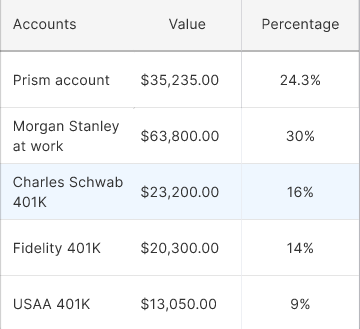 Accounts Value Percentage
Prism account $35,235.00 24.3%
Morgan Stanley
at work $63,800.00 30%
Charles Schwab
401K $23,200.00 16%
Fidelity 401K $20,300.00 14%
USAA 401K $13,050.00 9%